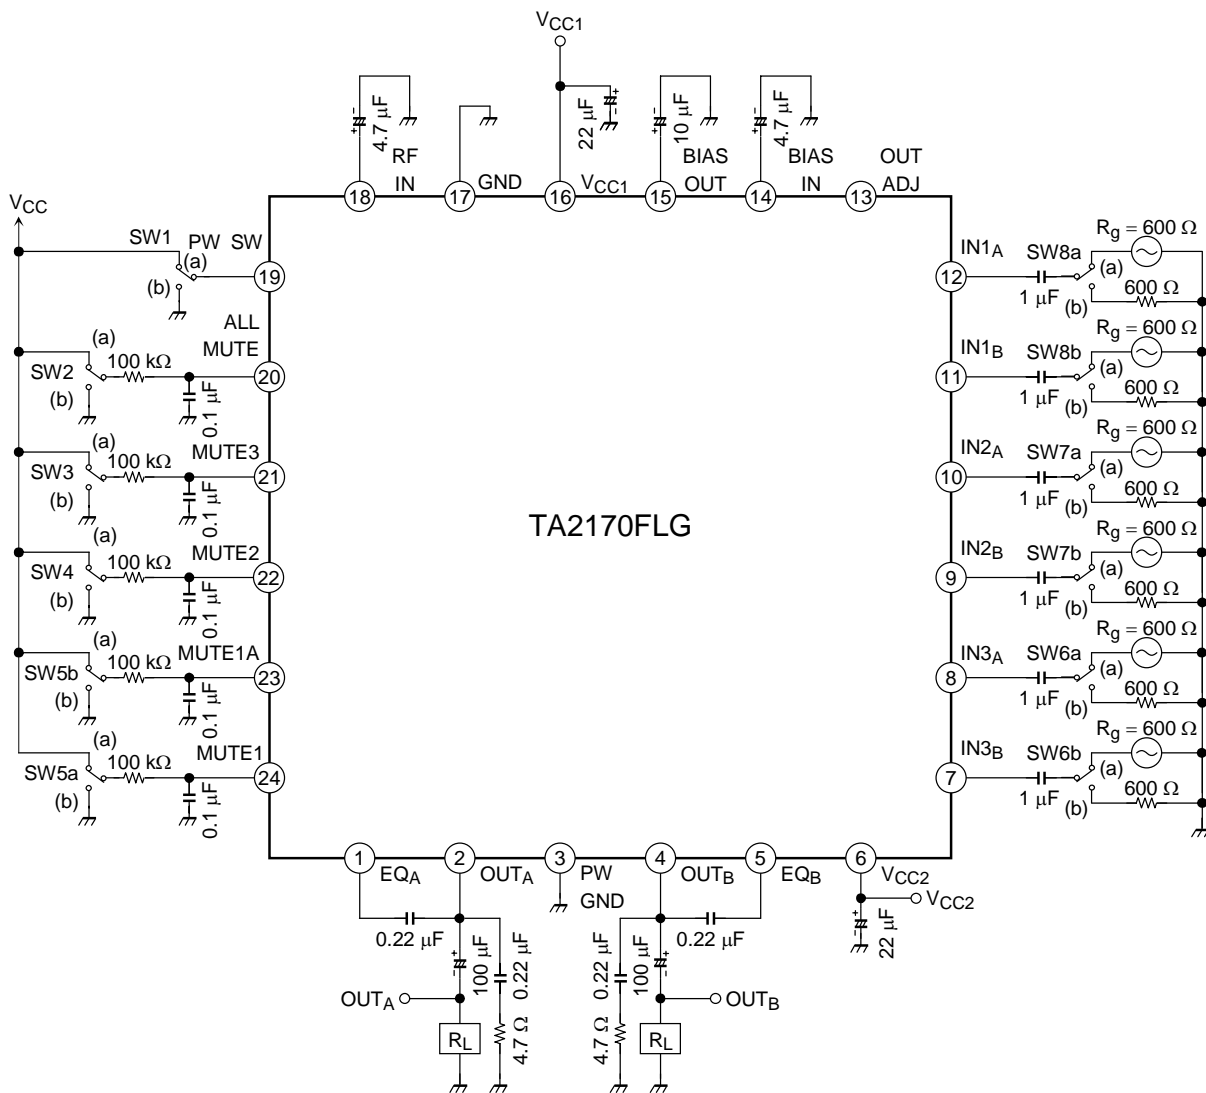 VCC1
4.7 μF
22 μF
10 μF
4.7 μF
RF
IN
GND
VCC1
BIAS
OUT
BIAS
IN
OUT
ADJ
18
17
16
15
14
13
VCC
SW1
PW SW
(a)
(b)
19
ALL
MUTE
(a)
SW2
100 kΩ
(b)
0.1 μF
20
(a)
SW3
100 kΩ
MUTE3
(b)
0.1 μF
21
(a)
SW4
100 kΩ
MUTE2
(b)
0.1 μF
22
(a)
SW5b
100 kΩ
MUTE1A
(b)
0.1 μF
23
(a)
SW5a
100 kΩ
MUTE1
(b)
0.1 μF
24
TA2170FLG
IN1A
SW8a
Rg = 600 Ω
(a)
12
1 μF
(b)
600 Ω
IN1B
SW8b
Rg = 600 Ω
(a)
11
1 μF
(b)
600 Ω
IN2A
SW7a
Rg = 600 Ω
(a)
10
1 μF
(b)
600 Ω
IN2B
SW7b
Rg = 600 Ω
(a)
9
1 μF
(b)
600 Ω
IN3A
SW6a
Rg = 600 Ω
(a)
8
1 μF
(b)
600 Ω
IN3B
SW6b
Rg = 600 Ω
(a)
7
1 μF
(b)
600 Ω
1
2
3
4
5
6
EQA
OUTA
PW
GND
OUTB
EQB
VCC2
VCC2
0.22 μF
100 μF
0.22 μF
0.22 μF
100 μF
0.22 μF
22 μF
OUTA
RL
4.7 Ω
4.7 Ω
RL
OUTB